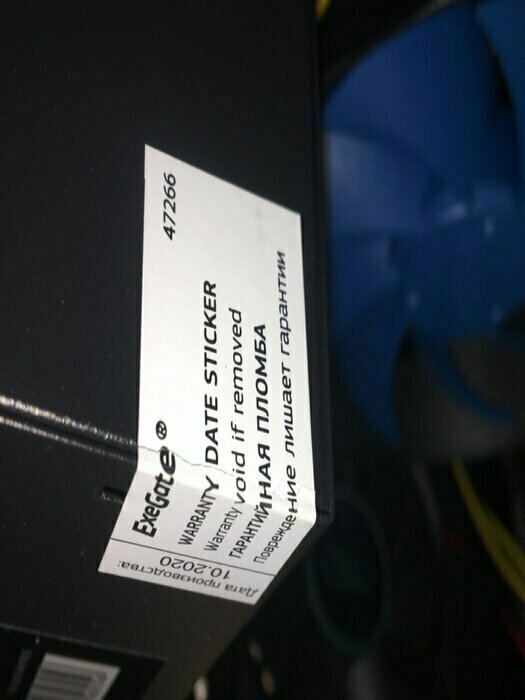 47266
ExeGate®
WARRANTY DATE STICKER
Warranty void if removed
ГАРАНТИЙНАЯ ПЛОМБА
Повреждение лишает гарантии
Дата производства:
10.2020